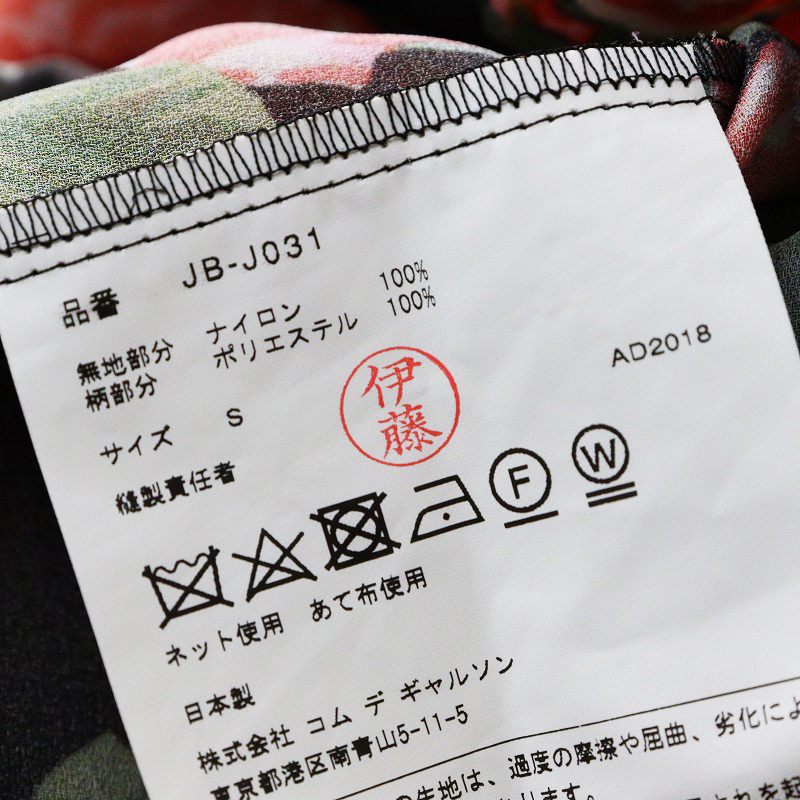 品番 JB-J031
無地部分 ナイロン 100%
柄部分 ポリエステル 100%
AD2018
サイズ S
伊藤
縫製責任者
F W
ネット使用 あて布使用
日本製
株式会社 コム デ ギャルソン
東京都港区南青山5-11-5
の生地は、過度の摩擦や屈曲、劣化によ
ります。